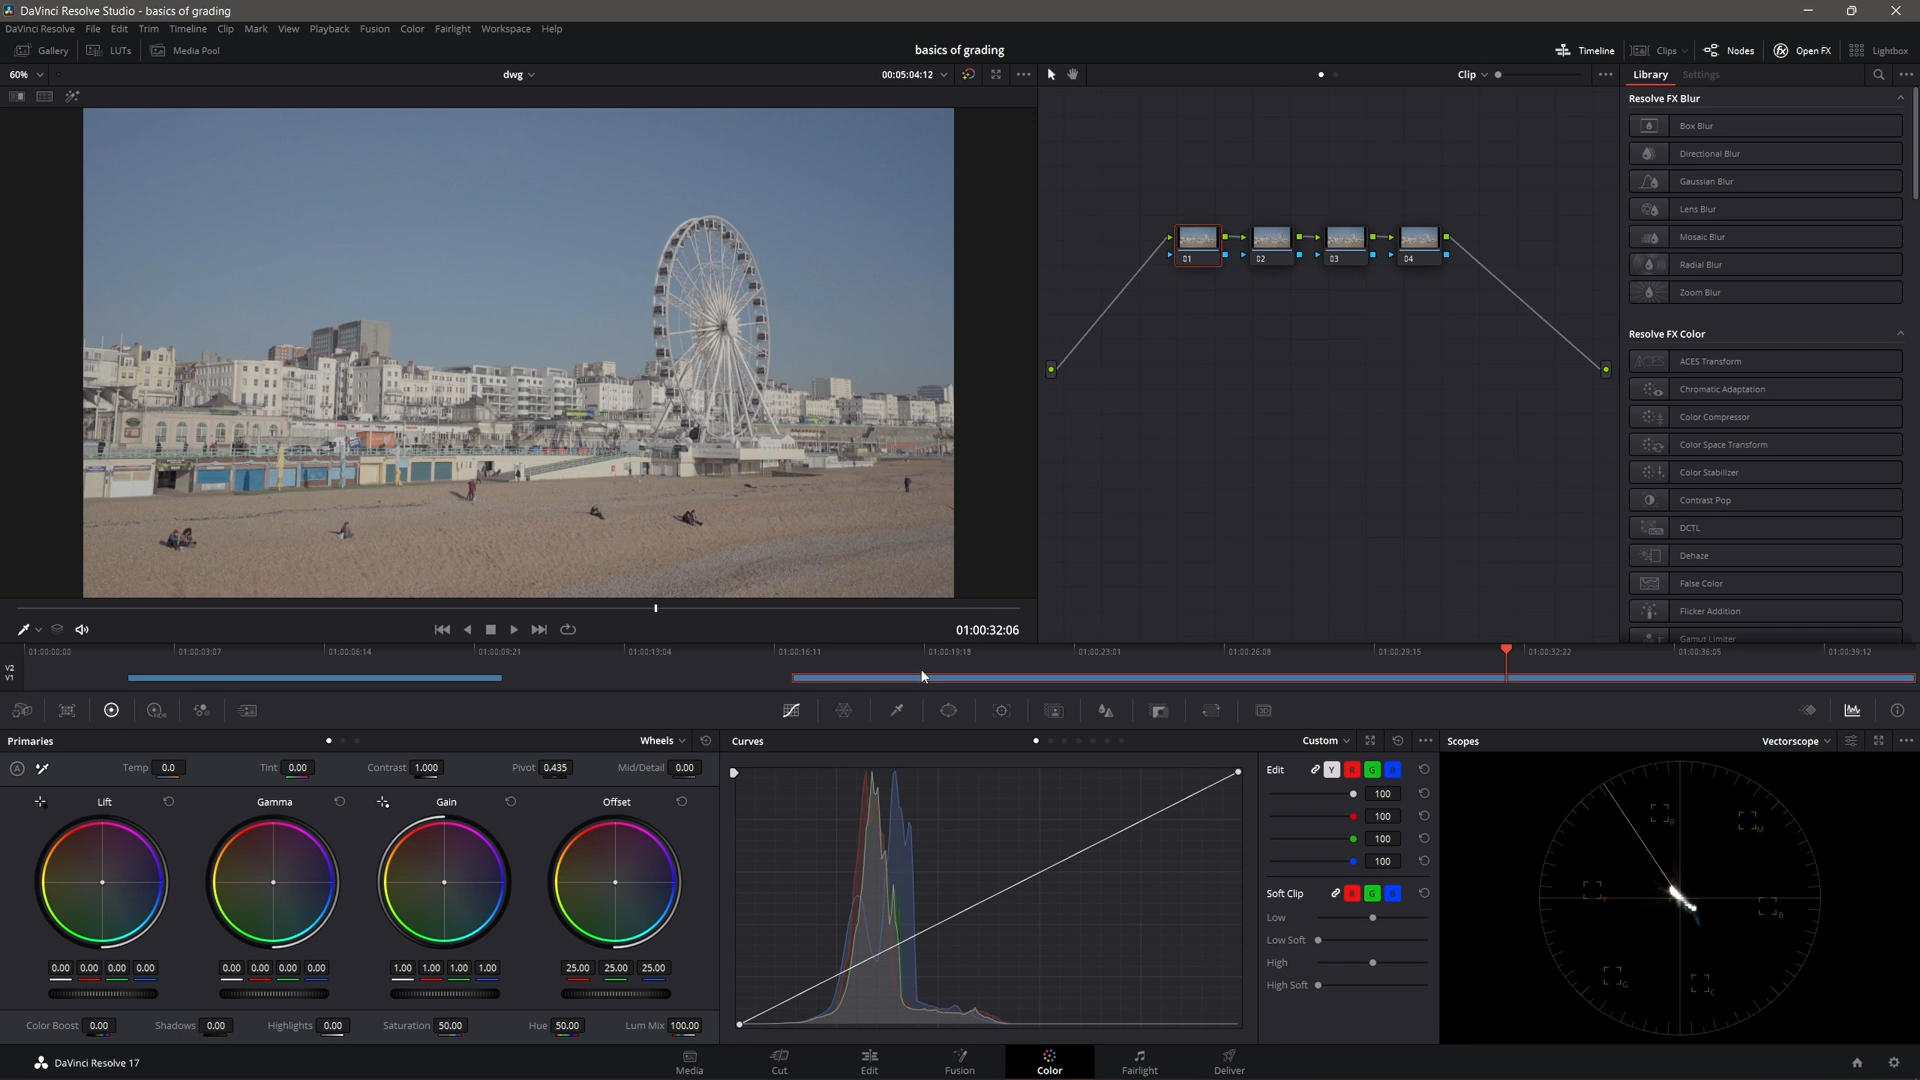 DaVinci Resolve Studio - basics of grading
DaVinci Resolve File Edit Trim Timeline Clip Mark View Playback Fusion Color Fairlight Workspace Help
Gallery LUTs Media Pool basics of grading Timeline Clips Nodes Open FX Lightbox
60% dwg 00:05:04:12 Clip Library Settings
Resolve FX Blur
Box Blur
Directional Blur
Gaussian Blur
Lens Blur
Mosaic Blur
Radial Blur
Zoom Blur
01 02 03 04
Resolve FX Color
ACES Transform
Chromatic Adaptation
Color Compressor
Color Space Transform
Color Stabilizer
Contrast Pop
DCTL
Dehaze
False Color
Flicker Addition
Gamut Limiter
01:00:32:06
01:00:00:00 01:00:03:07 01:00:06:14 01:00:09:21 01:00:13:04 01:00:16:11 01:00:19:18 01:00:23:01 01:00:26:08 01:00:29:15 01:00:32:22 01:00:36:05 01:00:39:12
V2
V1
Primaries Wheels Curves Custom Scopes Vectorscope
Temp 0.0 Tint 0.00 Contrast 1.000 Pivot 0.435 Mid/Detail 0.00
Lift Gamma Gain Offset
0.00 0.00 0.00 0.00 0.00 0.00 0.00 0.00 1.00 1.00 1.00 1.00 25.00 25.00 25.00
Color Boost 0.00 Shadows 0.00 Highlights 0.00 Saturation 50.00 Hue 50.00 Lum Mix 100.00
Edit Y R G B
100
100
100
100
Soft Clip R G B
Low
Low Soft
High
High Soft
R M
Y B
G C
DaVinci Resolve 17 Media Cut Edit Fusion Color Fairlight Deliver